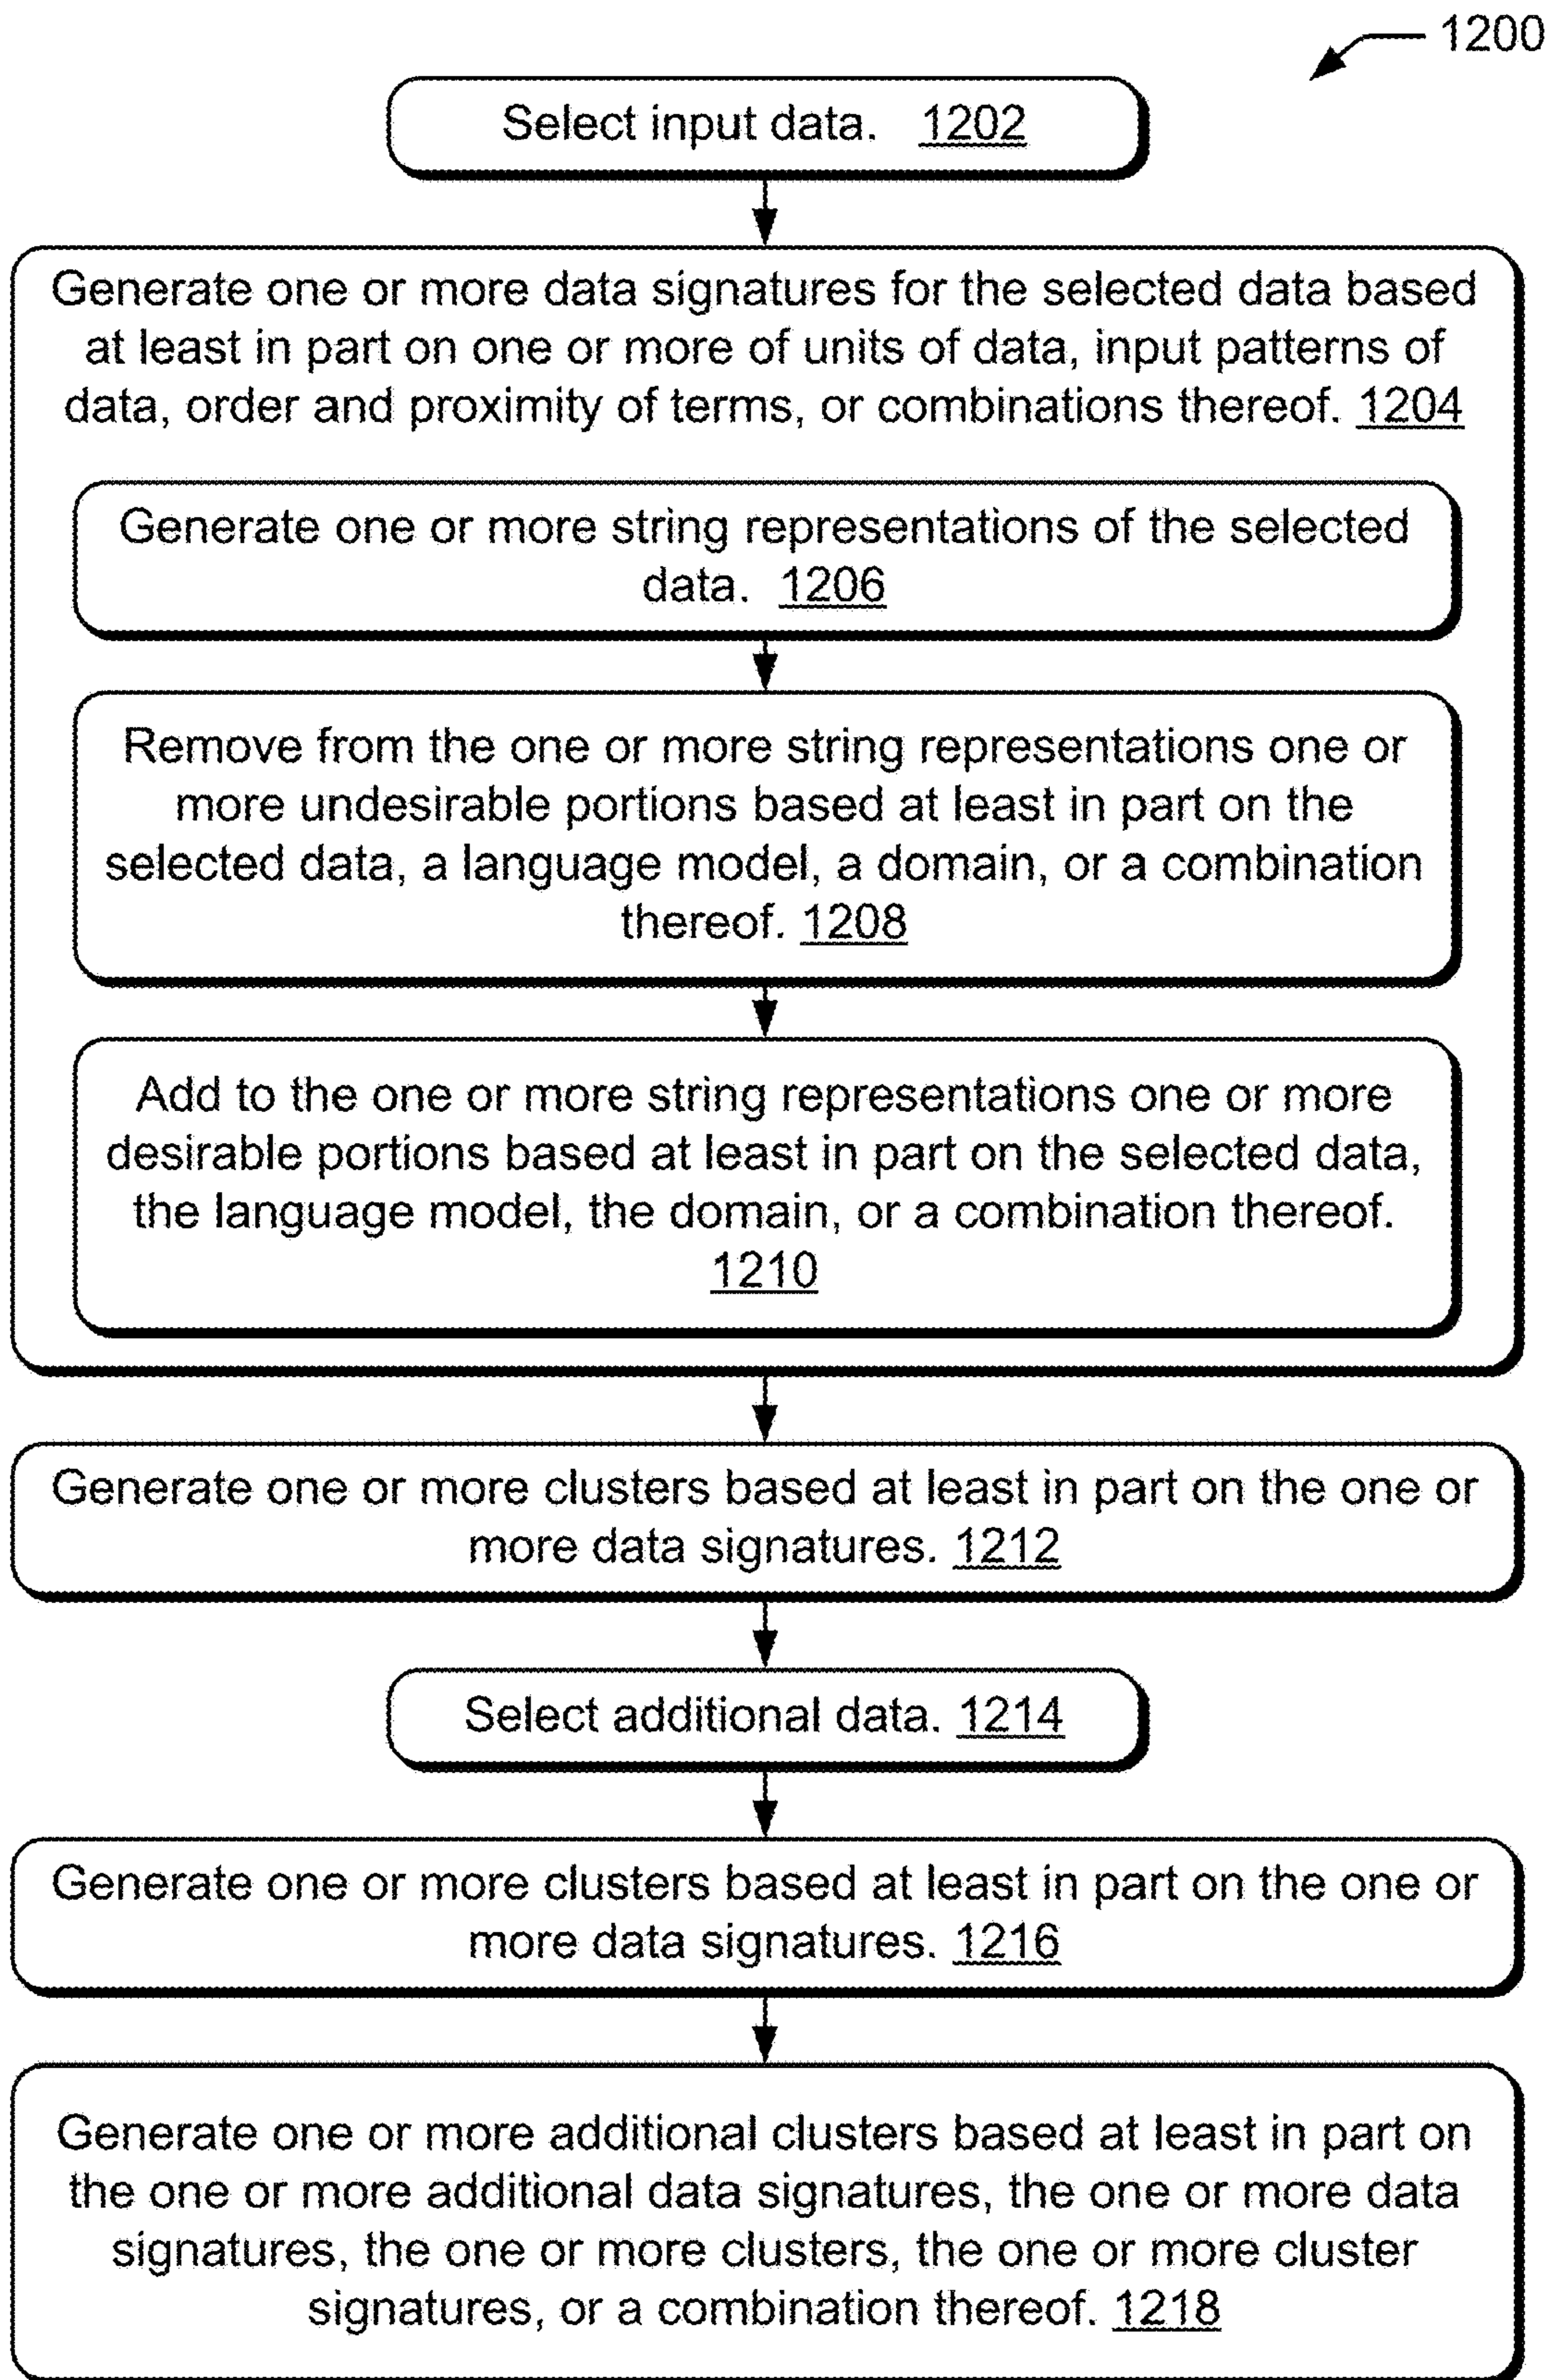 1200
Select input data. 1202
Generate one or more data signatures for the selected data based
at least in part on one or more of units of data, input patterns of
data, order and proximity of terms, or combinations thereof. 1204
Generate one or more string representations of the selected
data. 1206
Remove from the one or more string representations one or
more undesirable portions based at least in part on the
selected data, a language model, a domain, or a combination
thereof. 1208
Add to the one or more string representations one or more
desirable portions based at least in part on the selected data,
the language model, the domain, or a combination thereof.
1210
Generate one or more clusters based at least in part on the one or
more data signatures. 1212
Select additional data. 1214
Generate one or more clusters based at least in part on the one or
more data signatures. 1216
Generate one or more additional clusters based at least in part on
the one or more additional data signatures, the one or more data
signatures, the one or more clusters, the one or more cluster
signatures, or a combination thereof. 1218